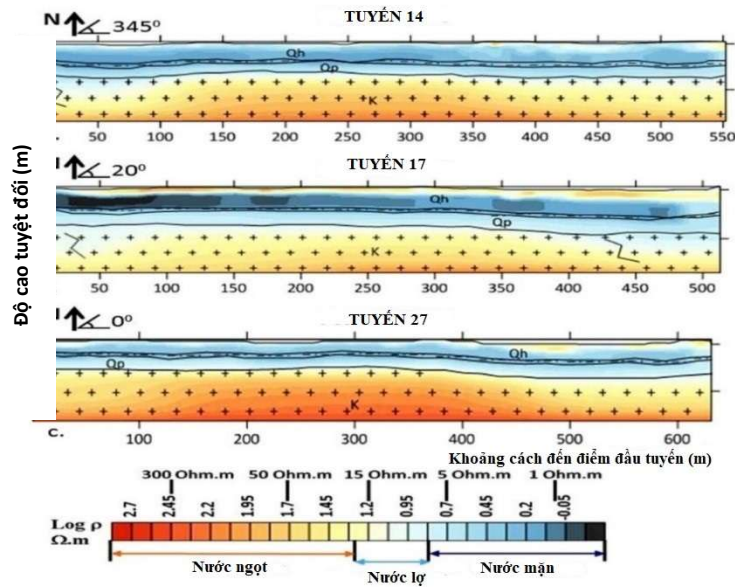 TUYẾN 14
N 345⁰
Qh
Qp
K
50 100 150 200 250 300 350 400 450 500 550
TUYẾN 17
20⁰
Qh
Qp
K
50 100 150 200 250 300 350 400 450 500
TUYẾN 27
0⁰
Qh
Qp
K
c. 100 200 300 400 500 600
Độ cao tuyệt đối (m)
Khoảng cách đến điểm đầu tuyến (m)
300 Ohm.m 50 Ohm.m 15 Ohm.m 5 Ohm.m 1 Ohm.m
2.7 2.45 2.2 1.95 1.7 1.45 1.2 0.95 0.7 0.45 0.2 -0.05
Log ρ
Ω.m
Nước ngọt Nước lợ Nước mặn